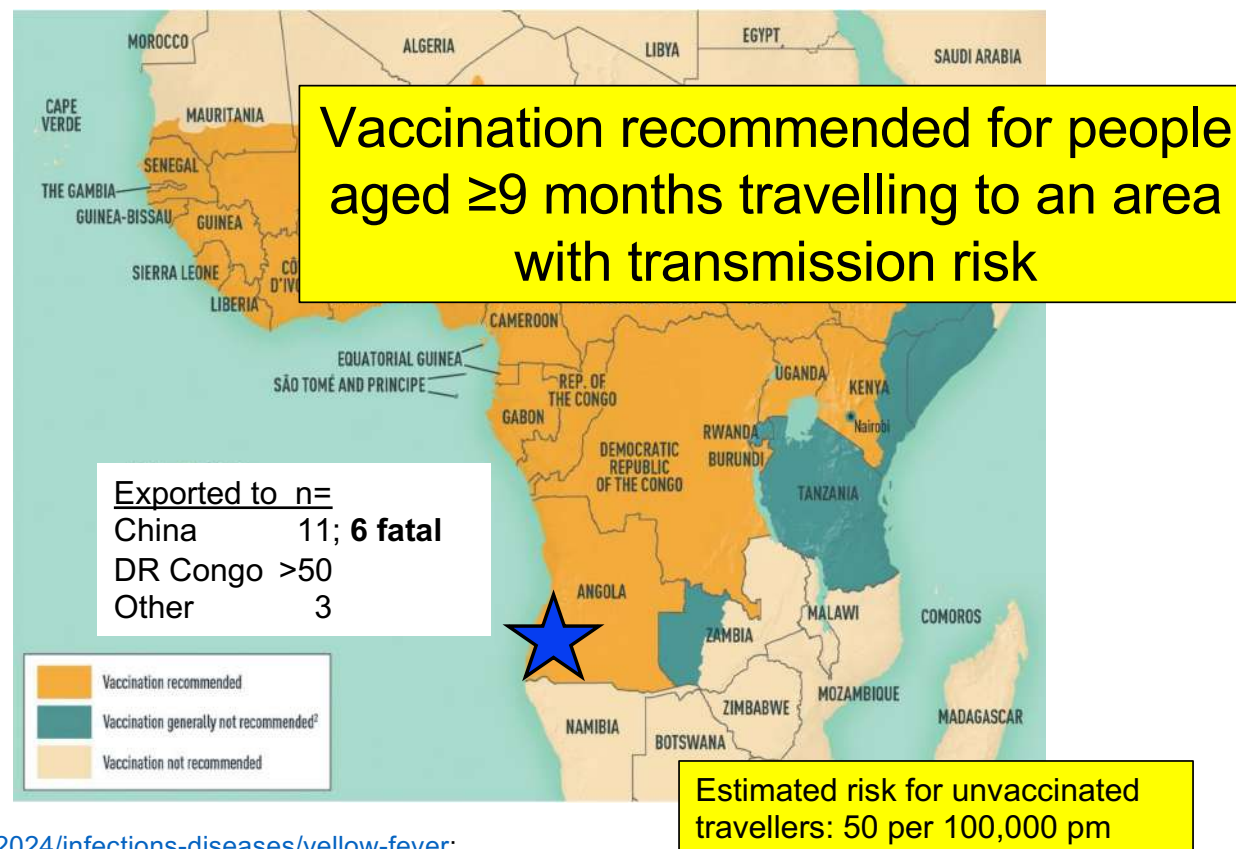 MOROCCO
ALGERIA
LIBYA
EGYPT
SAUDI ARABIA
CAPE
VERDE
MAURITANIA
Vaccination recommended for people
aged ≥9 months travelling to an area
with transmission risk
SENEGAL
THE GAMBIA
GUINEA-BISSAU
GUINEA
SIERRA LEONE
LIBERIA
CÔ
D'IVO
CAMEROON
EQUATORIAL GUINEA
SÃO TOMÉ AND PRINCIPE
GABON
REP. OF
THE CONGO
UGANDA
KENYA
Nairobi
RWANDA
BURUNDI
DEMOCRATIC
REPUBLIC
OF THE CONGO
TANZANIA
Exported to n=
China 11; 6 fatal
DR Congo >50
Other 3
ANGOLA
ZAMBIA
MALAWI
COMOROS
MOZAMBIQUE
ZIMBABWE
MADAGASCAR
NAMIBIA
BOTSWANA
Vaccination recommended
Vaccination generally not recommended²
Vaccination not recommended
Estimated risk for unvaccinated
travellers: 50 per 100,000 pm
2024/infections-diseases/yellow-fever;